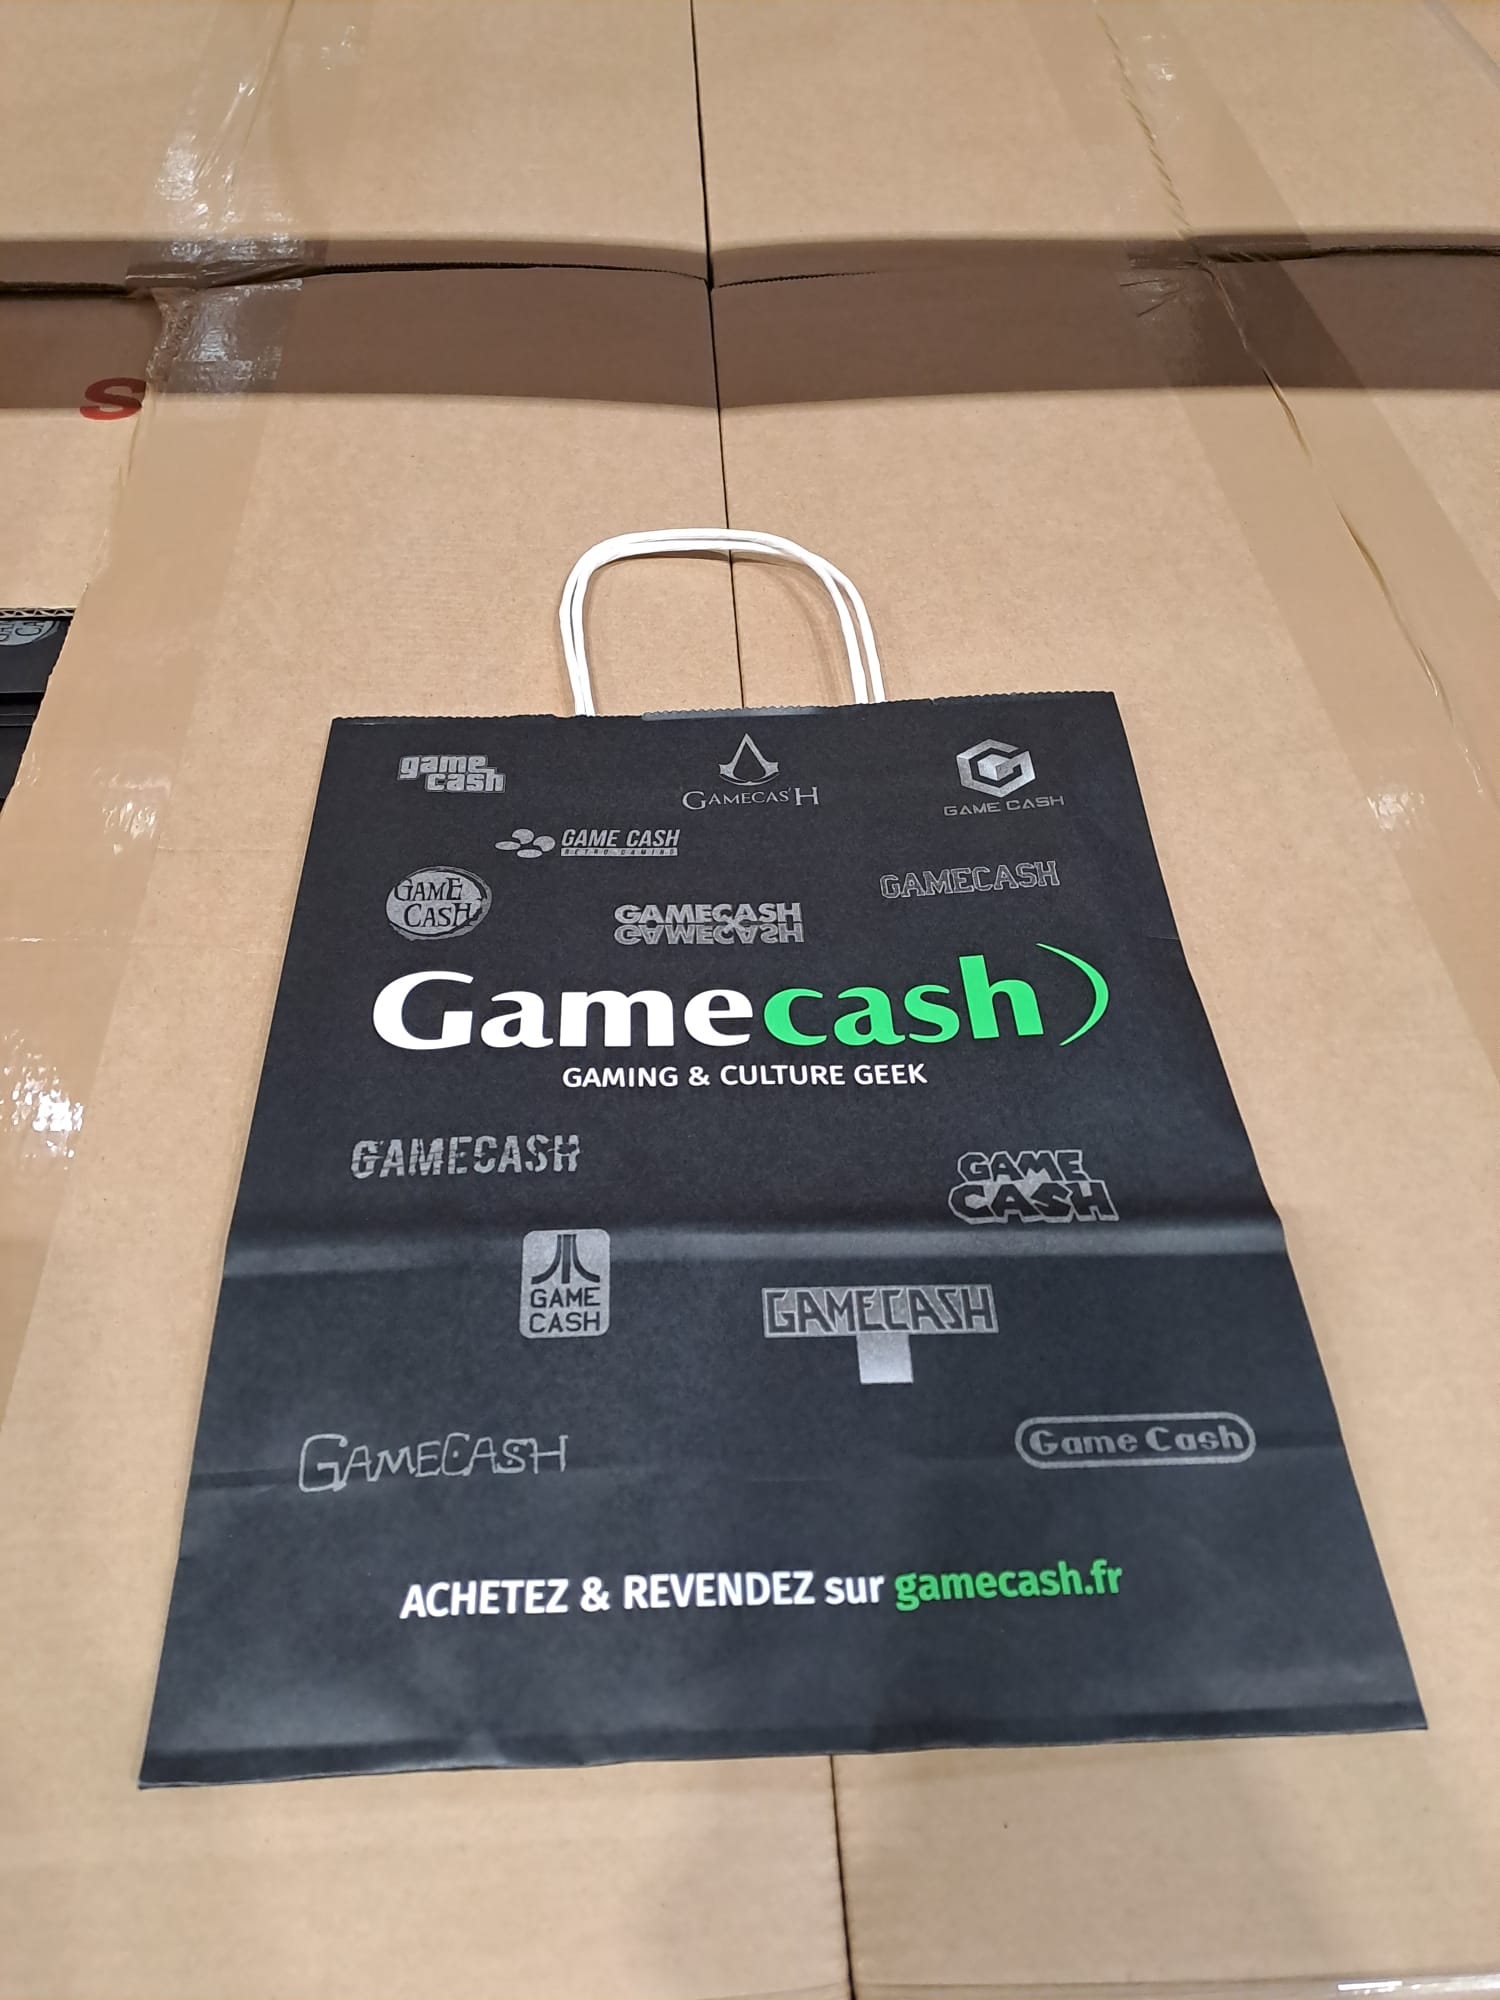 S
game
cash
GAMECAS'H
GAME CASH
GAME CASH
RETRO GAMING
GAME
CASH
GAMECASH
GAMECASH
GAMECASH
Gamecash
GAMING & CULTURE GEEK
GAMECASH
GAME
CASH
GAME
CASH
GAMECASH
GAMECASH
Game Cash
ACHETEZ & REVENDEZ sur gamecash.fr